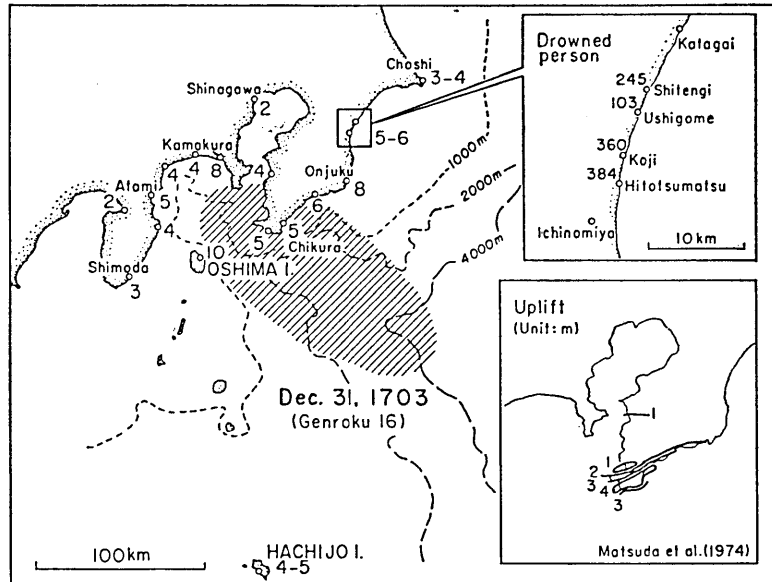 Choshi
3-4
Shinagawa
2
5-6
Kamakura
4
4
8
4
Onjuku
8
6
Atami
2
5
4
5
5
Chikura
10
OSHIMA I.
Shimoda
3
1000m
2000m
4000m
Dec. 31, 1703
(Genroku 16)
100km
HACHIJO I.
4-5
Drowned
person
Katagai
245
Shitengi
103
Ushigome
360
Koji
384
Hitotsumatsu
Ichinomiya
10km
Uplift
(Unit: m)
1
1
2
3
4
3
Matsuda et al. (1974)